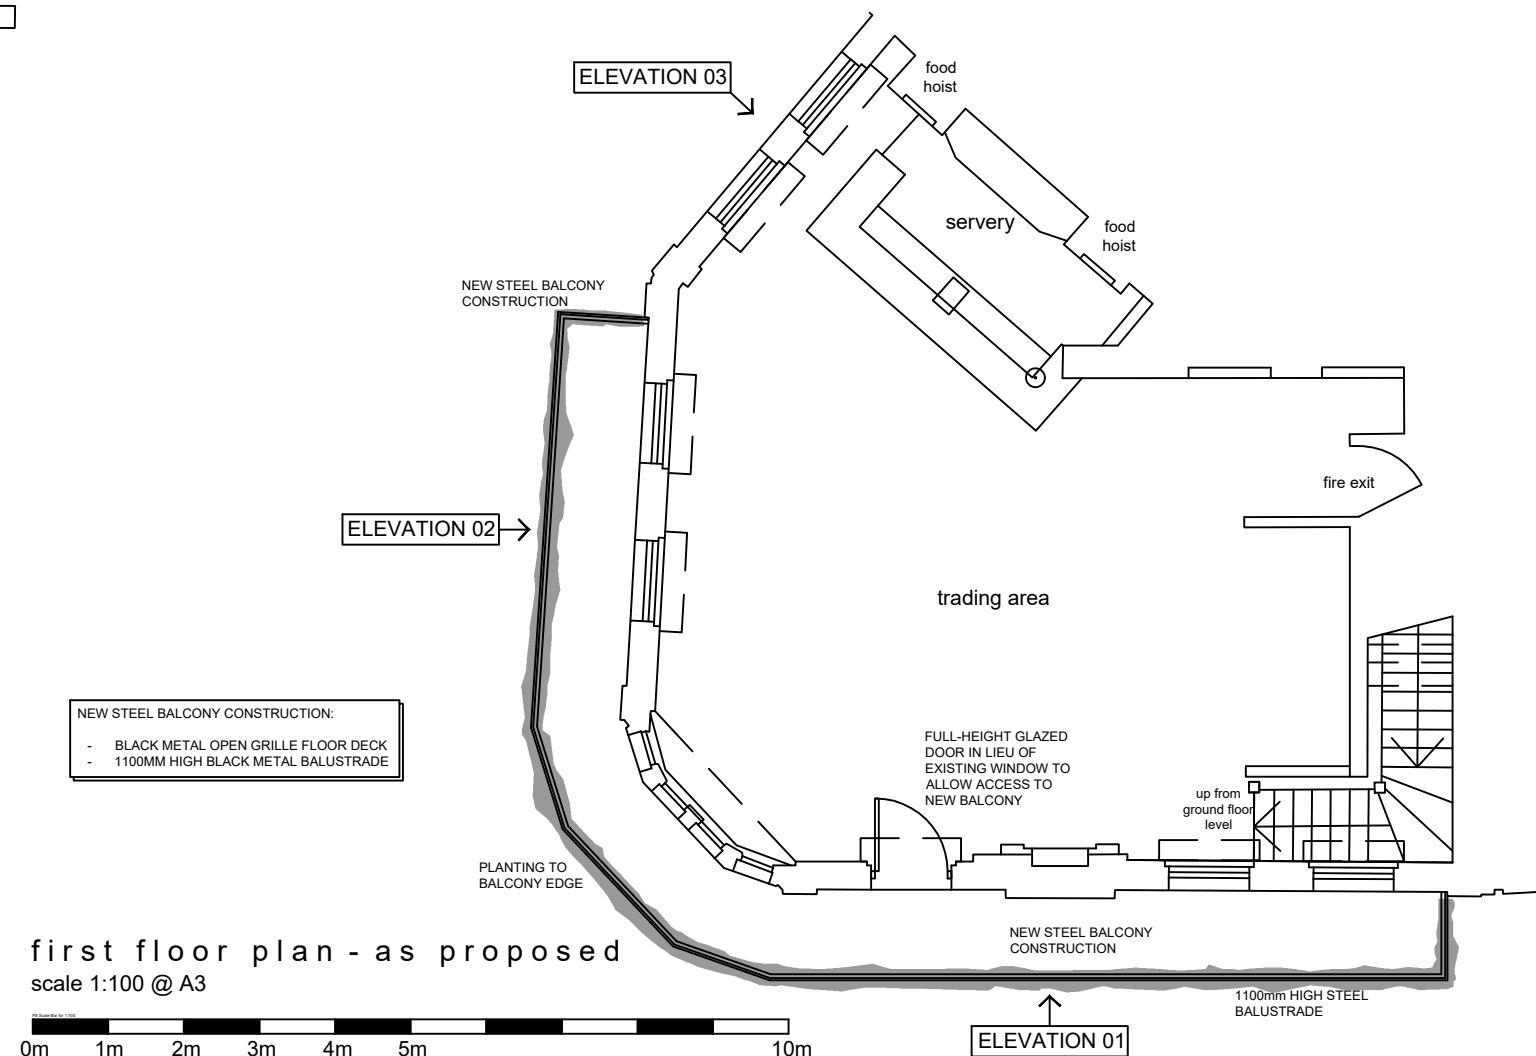 ELEVATION 03
food
hoist
servery
food
hoist
NEW STEEL BALCONY
CONSTRUCTION
fire exit
ELEVATION 02
trading area
NEW STEEL BALCONY CONSTRUCTION:
- BLACK METAL OPEN GRILLE FLOOR DECK
- 1100MM HIGH BLACK METAL BALUSTRADE
FULL-HEIGHT GLAZED
DOOR IN LIEU OF
EXISTING WINDOW TO
ALLOW ACCESS TO
NEW BALCONY
up from
ground floor
level
PLANTING TO
BALCONY EDGE
NEW STEEL BALCONY
CONSTRUCTION
first floor plan - as proposed
scale 1:100 @ A3
1100mm HIGH STEEL
BALUSTRADE
ELEVATION 01
0m 1m 2m 3m 4m 5m 10m